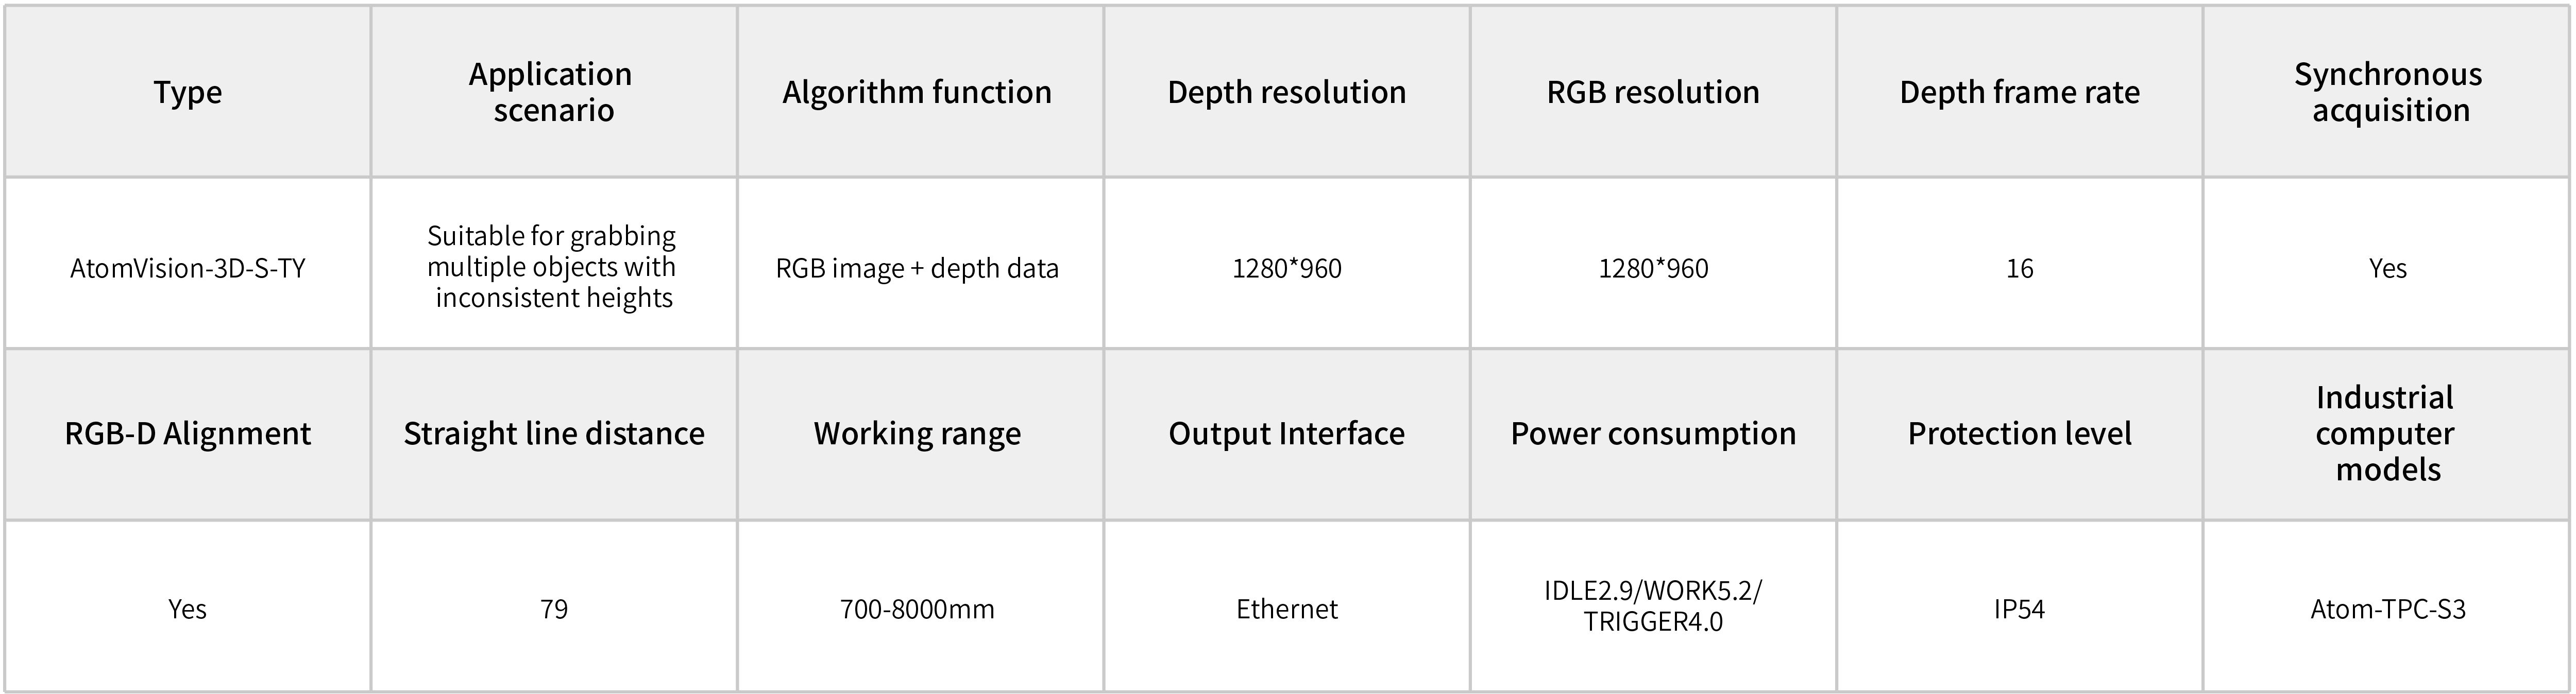 Type
Application
scenario
Algorithm function
Depth resolution
RGB resolution
Depth frame rate
Synchronous
acquisition
AtomVision-3D-S-TY
Suitable for grabbing
multiple objects with
inconsistent heights
RGB image + depth data
1280*960
1280*960
16
Yes
RGB-D Alignment
Straight line distance
Working range
Output Interface
Power consumption
Protection level
Industrial
computer
models
Yes
79
700-8000mm
Ethernet
IDLE2.9/WORK5.2/
TRIGGER4.0
IP54
Atom-TPC-S3